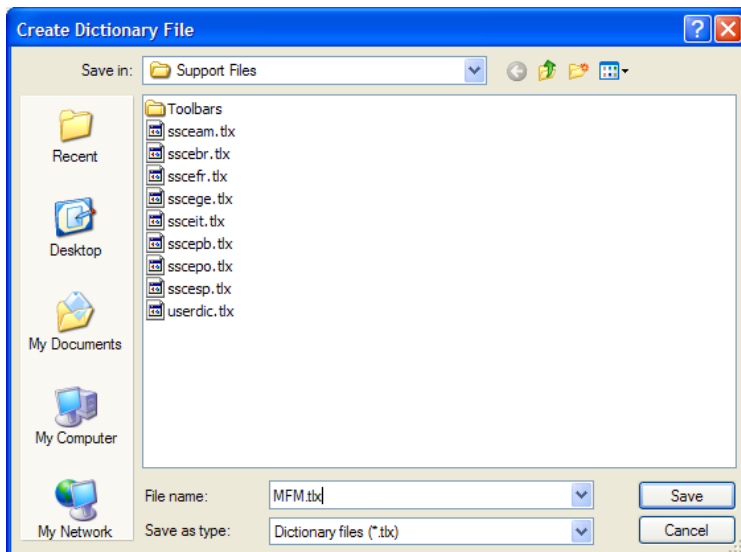 Create Dictionary File
Save in: Support Files
Recent
Desktop
My Documents
My Computer
My Network
Toolbars
ssceam.tlx
sscebr.tlx
sscefr.tlx
sscege.tlx
ssceit.tlx
sscepb.tlx
sscepo.tlx
sscesp.tlx
userdic.tlx
File name: MFM.tlx Save
Save as type: Dictionary files (*.tlx) Cancel